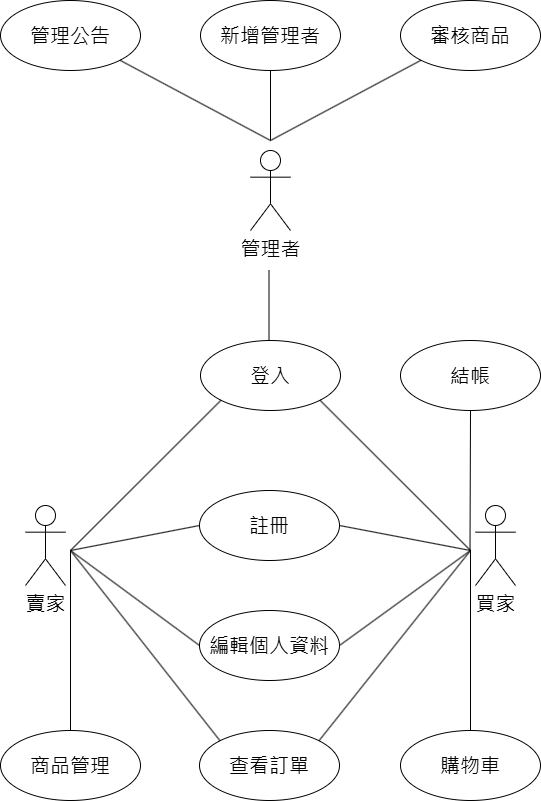 管理公告
新增管理者
審核商品
管理者
登入
結帳
註冊
賣家
買家
編輯個人資料
商品管理
查看訂單
購物車